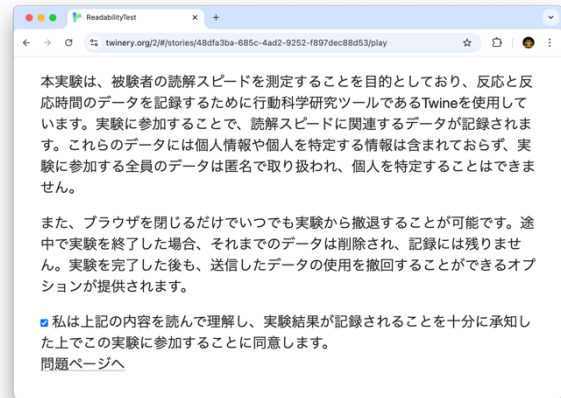 ReadabilityTest
twinery.org/2/#/stories/48dfa3ba-685c-4ad2-9252-f897dec88d53/play
本実験は、被験者の読解スピードを測定することを目的としており、反応と反
応時間のデータを記録するために行動科学研究ツールであるTwineを使用して
います。実験に参加することで、読解スピードに関連するデータが記録されま
す。これらのデータには個人情報や個人を特定する情報は含まれておらず、実
験に参加する全員のデータは匿名で取り扱われ、個人を特定することはできま
せん。
また、ブラウザを閉じるだけでいつでも実験から撤退することが可能です。途
中で実験を終了した場合、それまでのデータは削除され、記録には残りませ
ん。実験を完了した後も、送信したデータの使用を撤回することができるオプ
ションが提供されます。
私は上記の内容を読んで理解し、実験結果が記録されることを十分に承知し
た上でこの実験に参加することに同意します。
問題ページへ